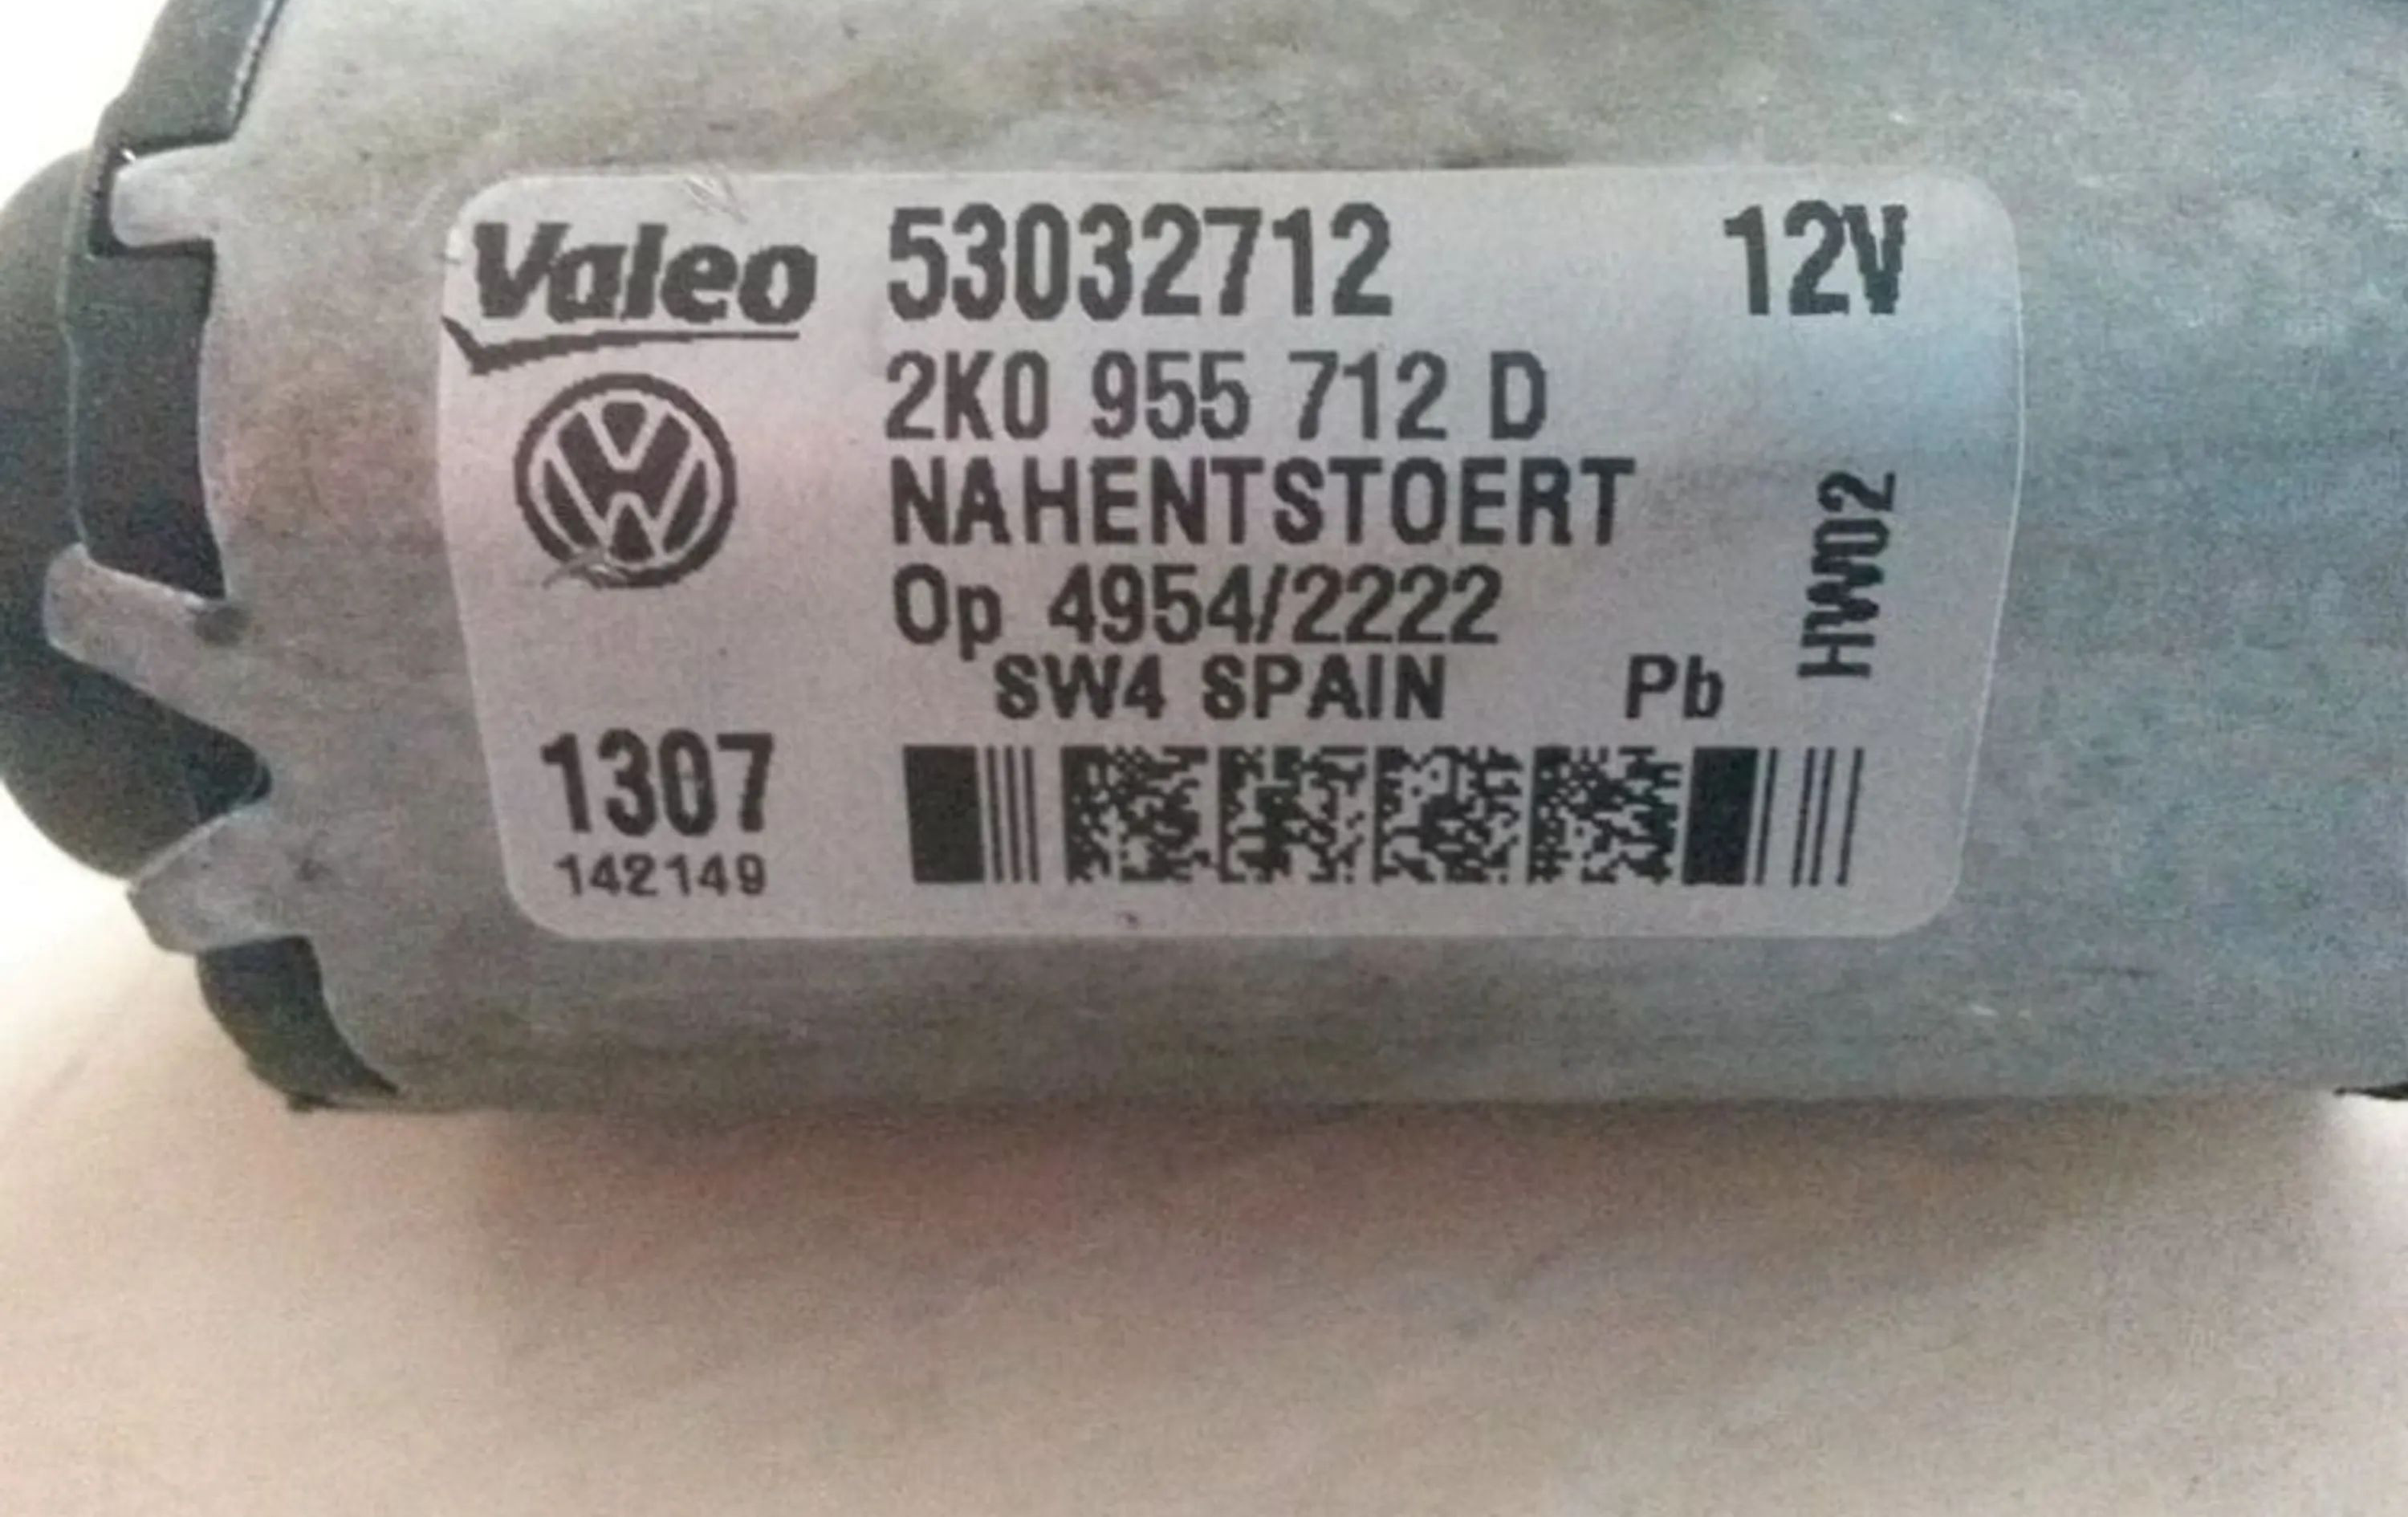 Valeo 53032712 12V
2K0 955 712 D
NAHENTSTOERT
Op 4954/2222
SW4 SPAIN Pb
HW02
1307
142149